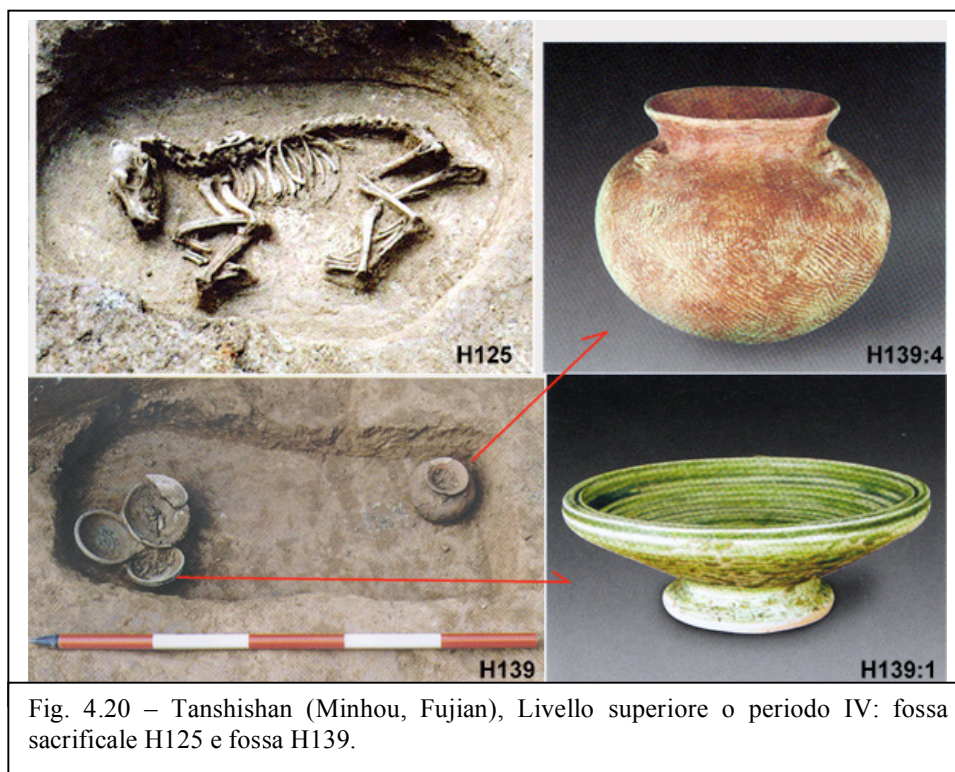 H125
H139:4
H139
H139:1
Fig. 4.20 – Tanshishan (Minhou, Fujian), Livello superiore o periodo IV: fossa
sacrificale H125 e fossa H139.